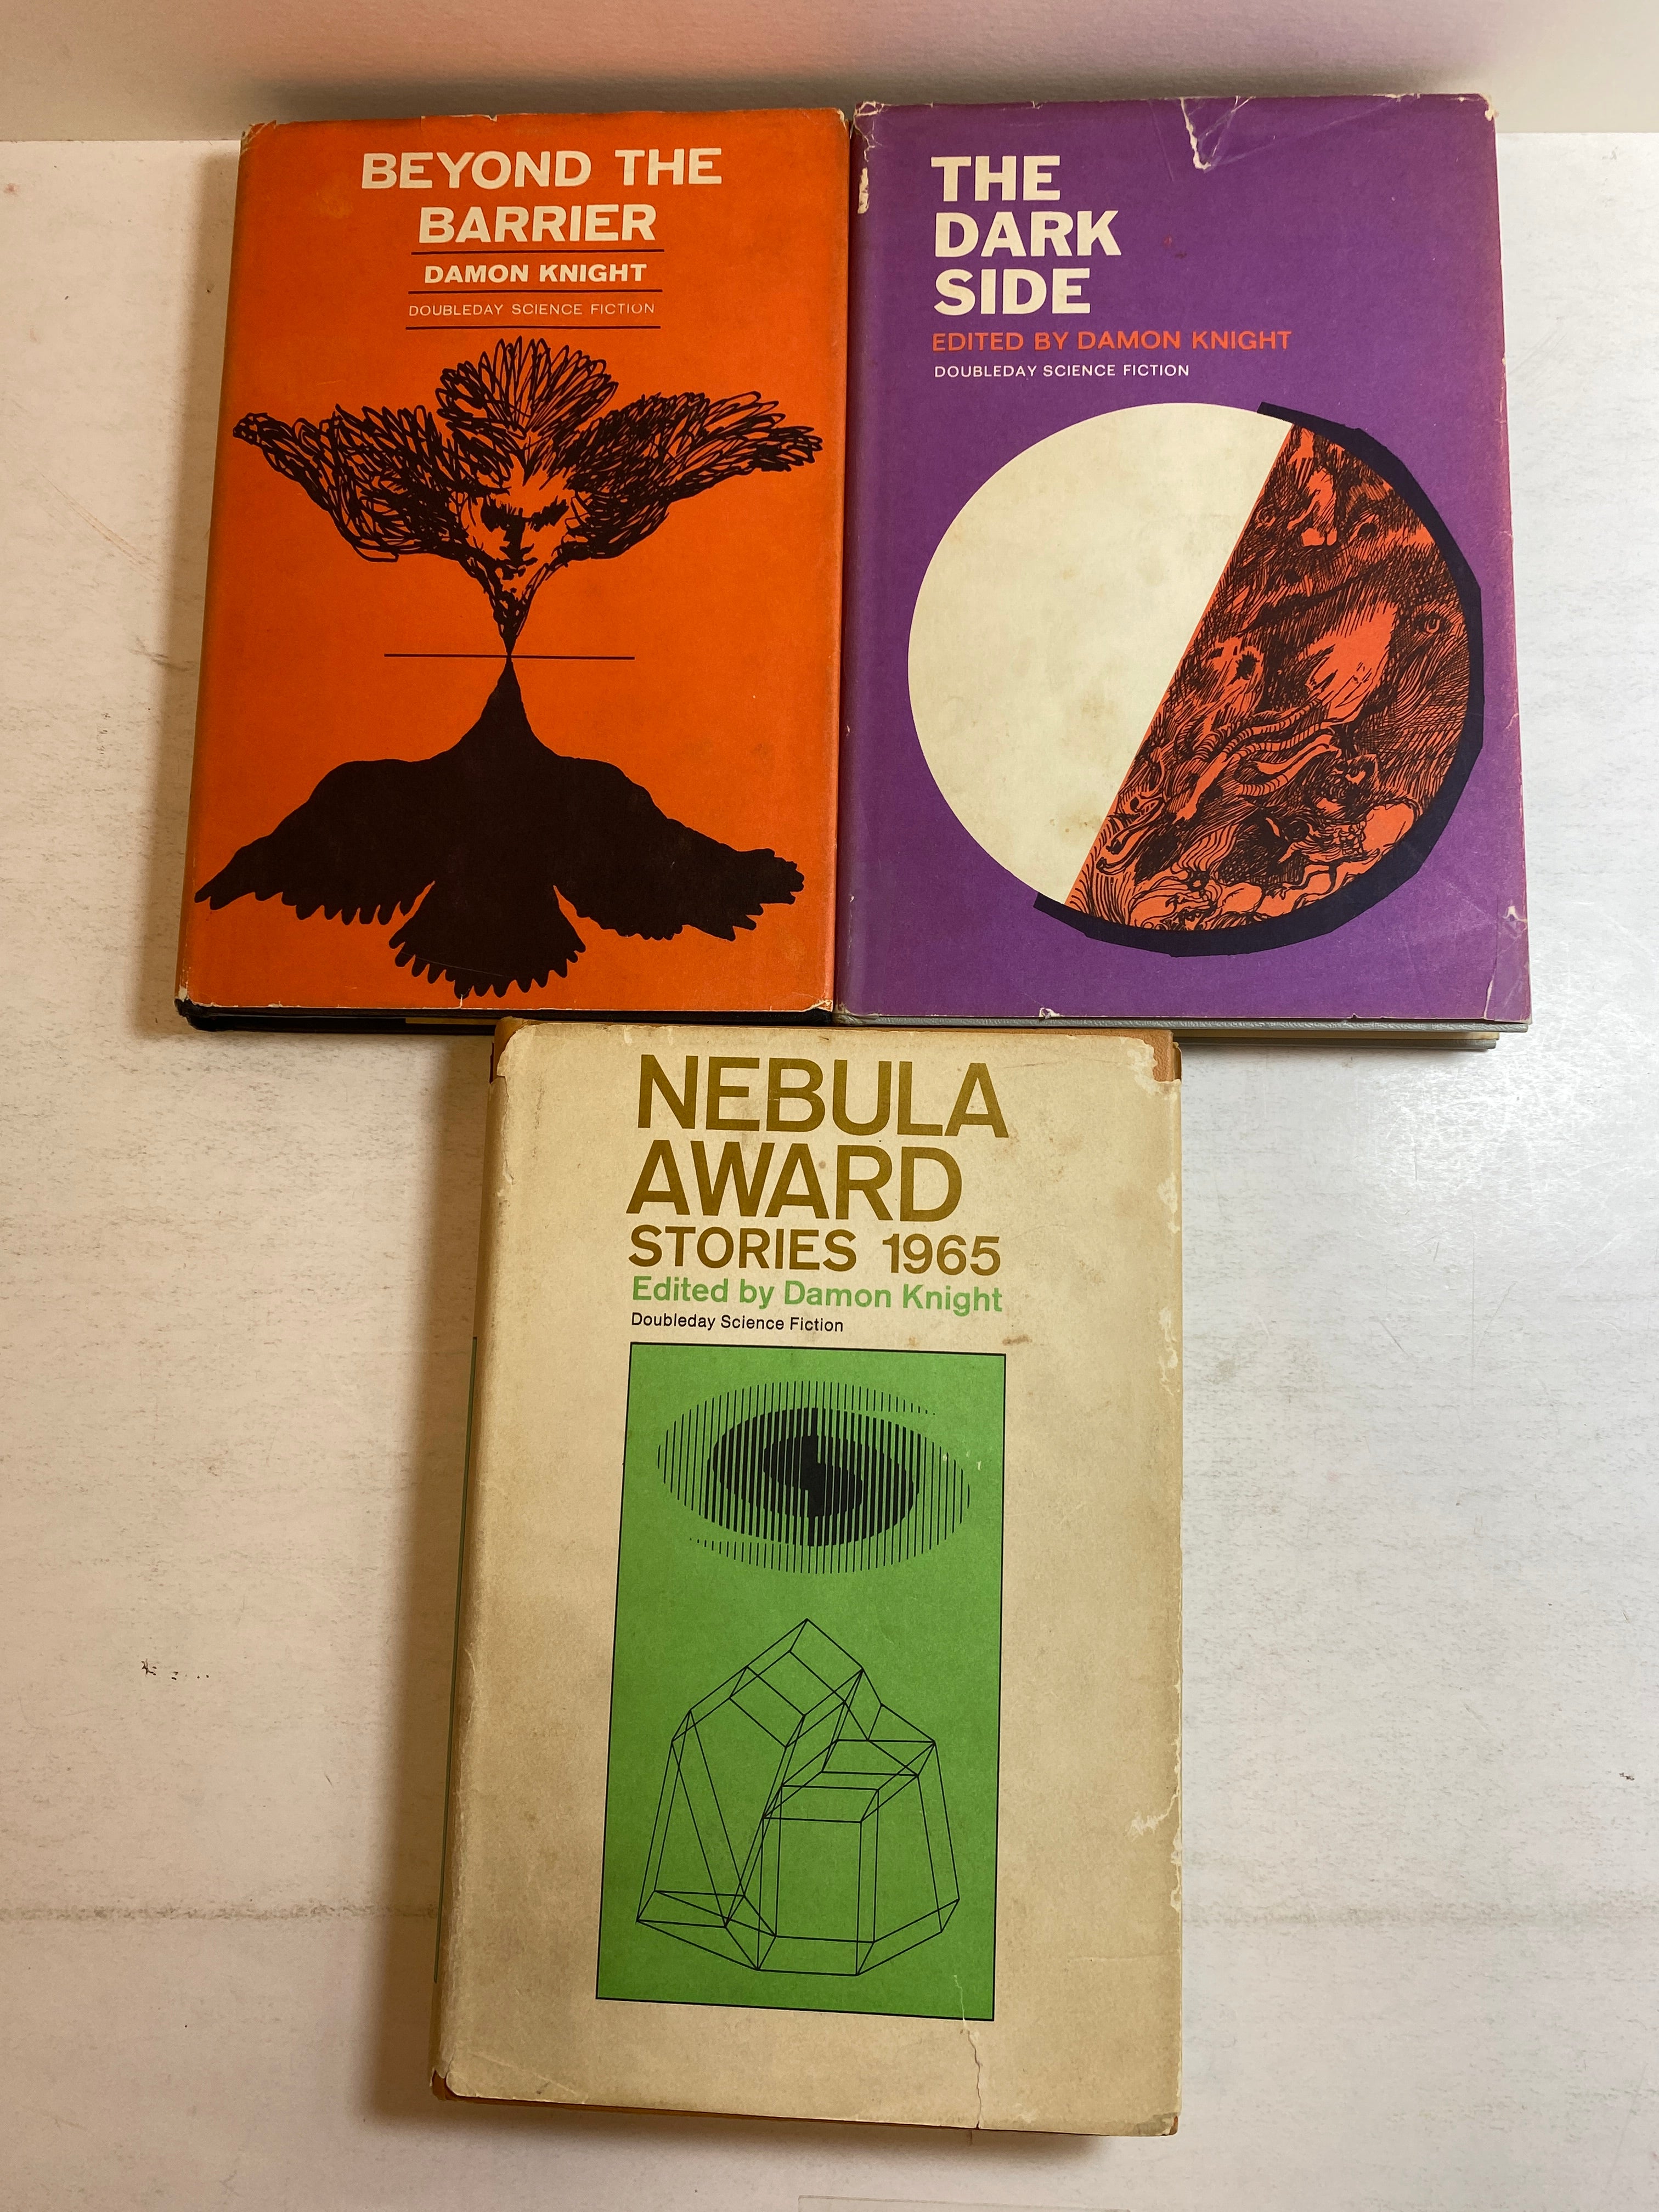 BEYOND THE
BARRIER
DAMON KNIGHT
DOUBLEDAY SCIENCE FICTION
THE
DARK
SIDE
EDITED BY DAMON KNIGHT
DOUBLEDAY SCIENCE FICTION
NEBULA
AWARD
STORIES 1965
Edited by Damon Knight
Doubleday Science Fiction